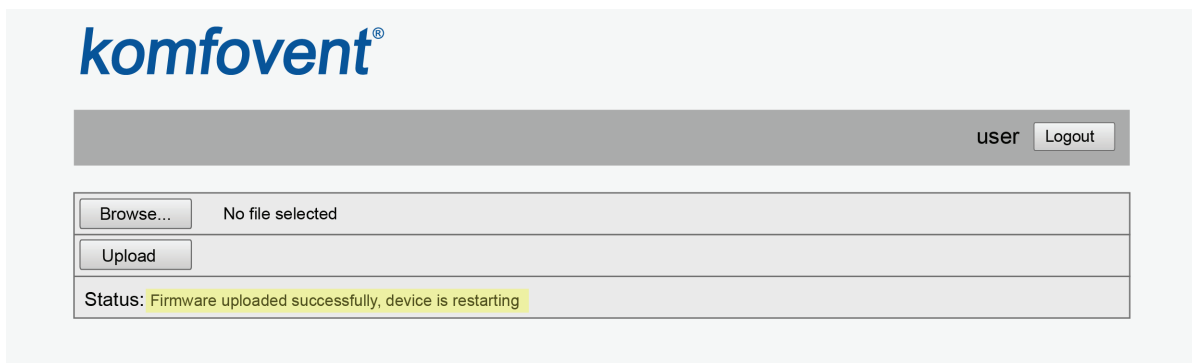 komfovent®
user Logout
Browse... No file selected
Upload
Status: Firmware uploaded successfully, device is restarting